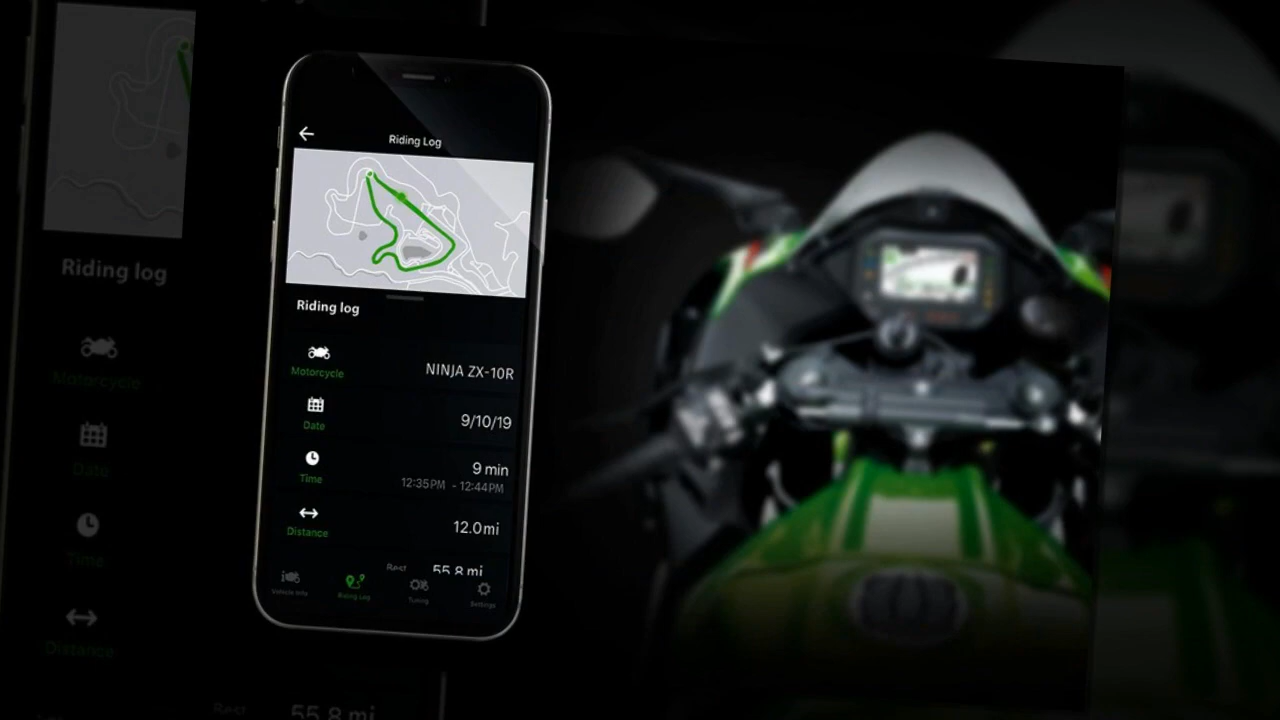 Riding Log
Riding log
Motorcycle
NINJA ZX-10R
Date
9/10/19
Time
9 min
12:35PM - 12:44PM
Distance
12.0mi
Best
55.8 mi
Vehicle Info
Riding Log
Tuning
Settings
Riding log
Motorcycle
Date
Time
Distance
Best
55.8 mi